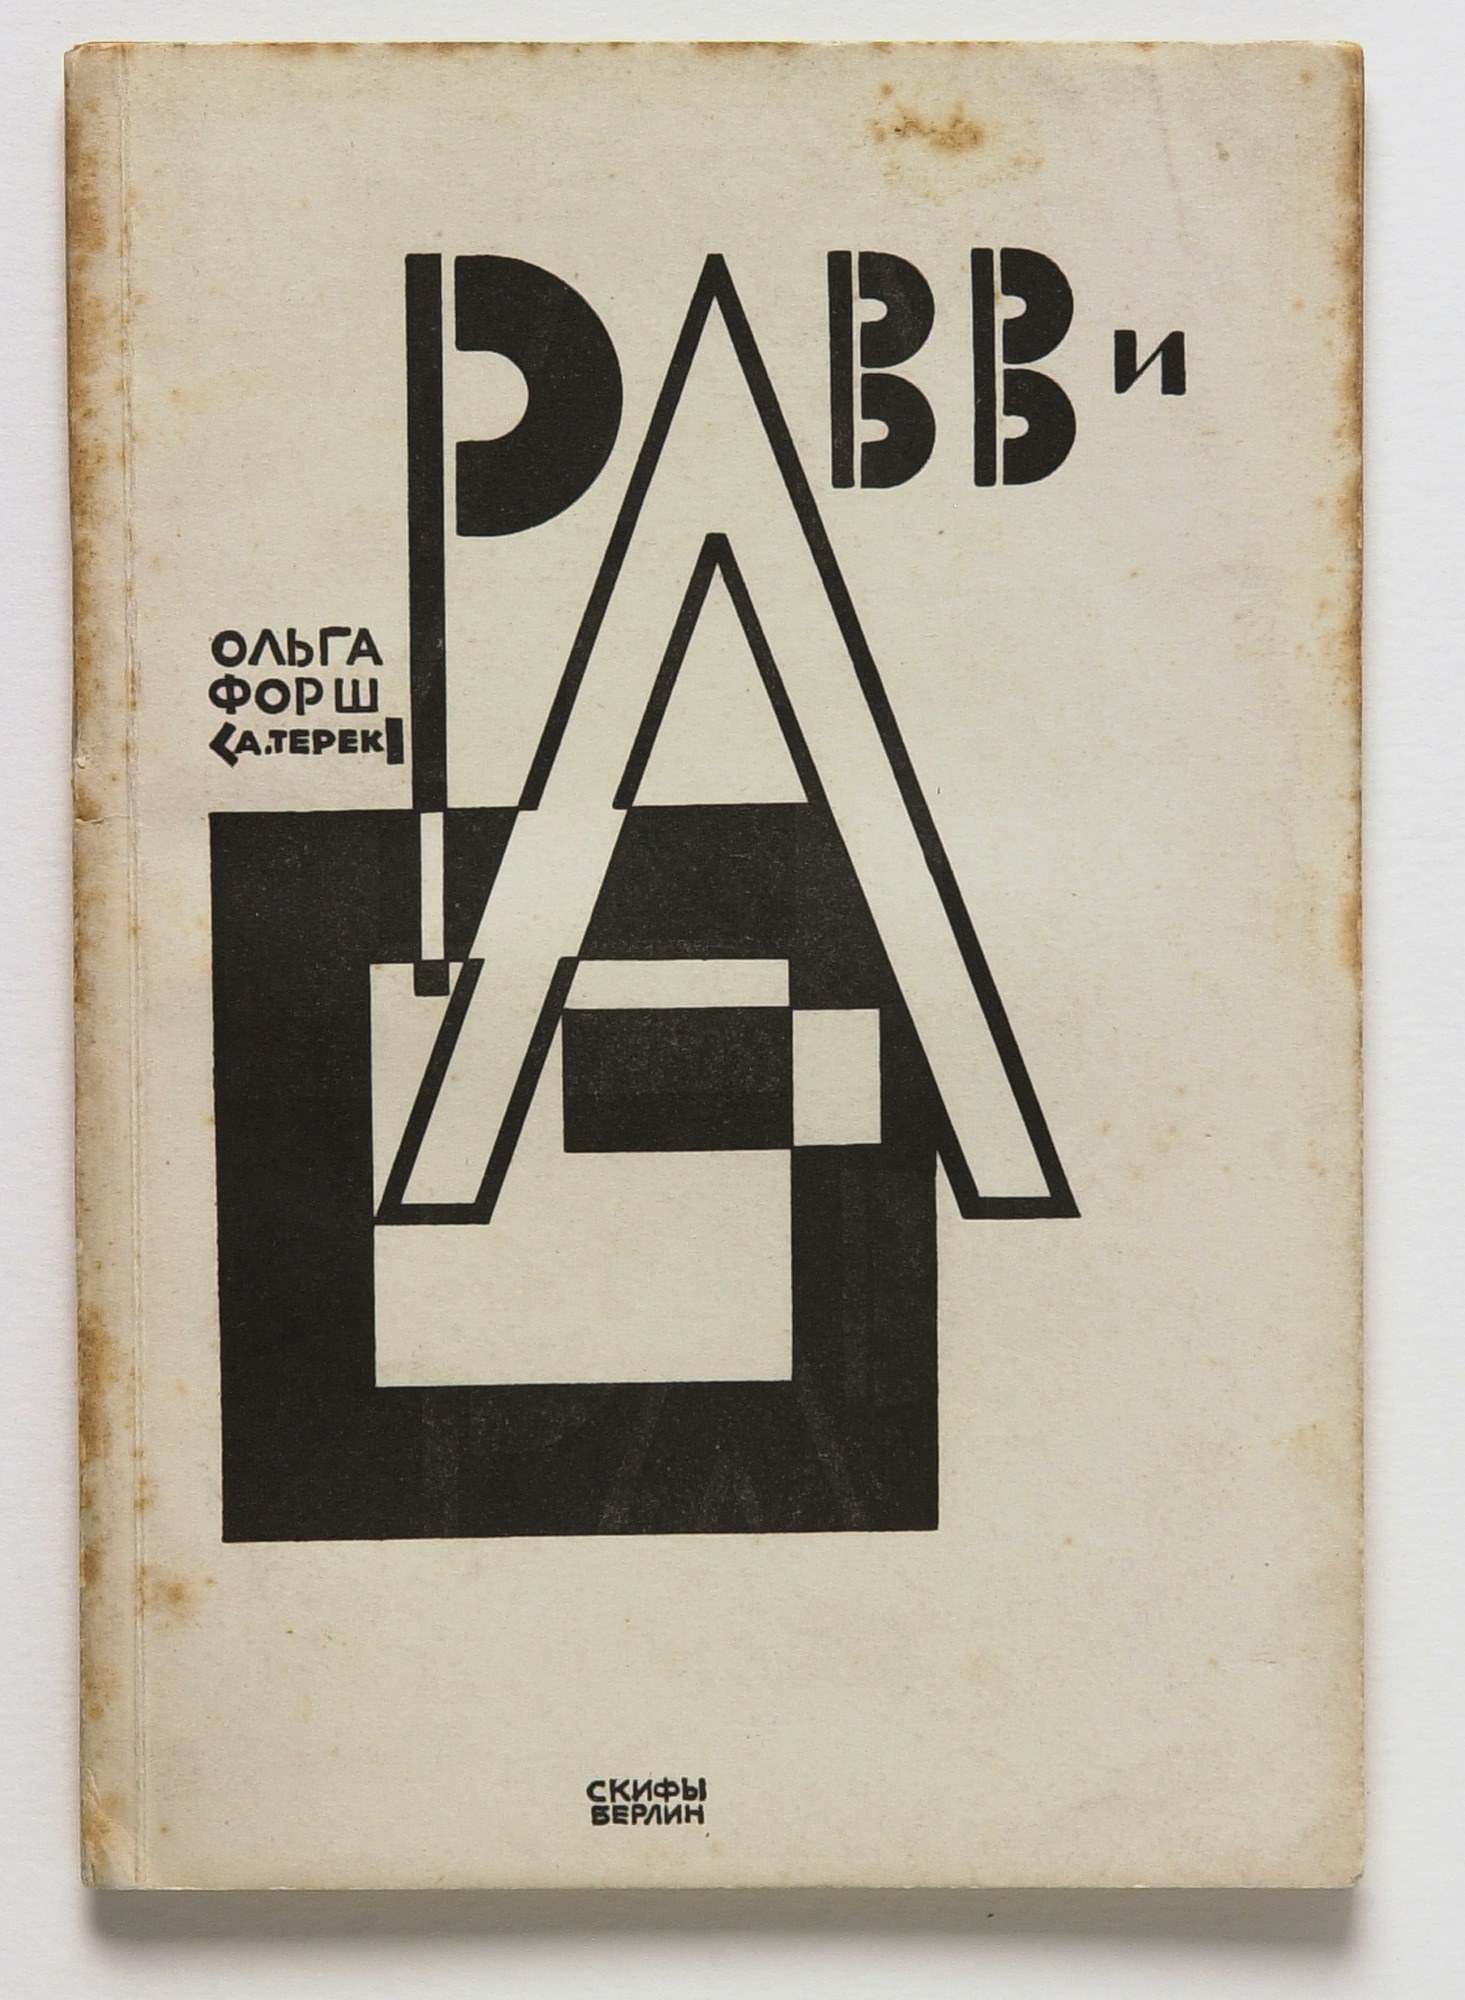 РАВВи
ОЛЬГА
ФОРШ
(А.ТЕРЕК)
СКИФЫ
БЕРЛИН